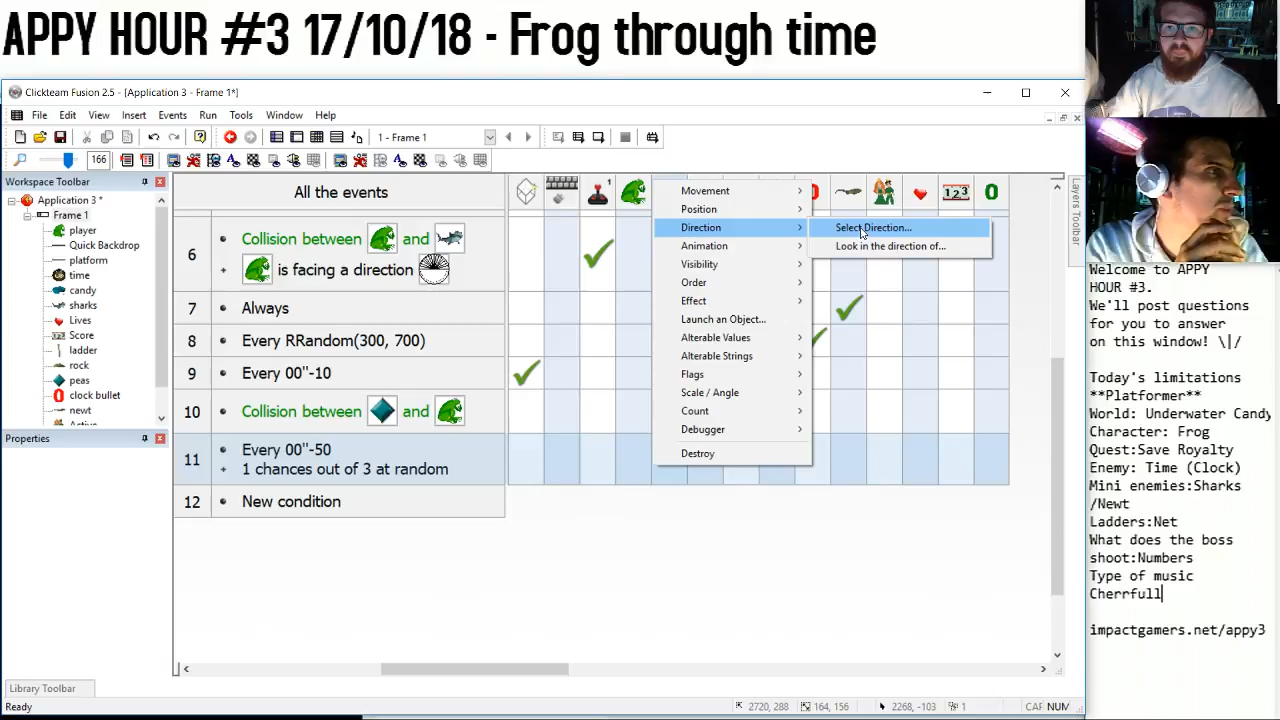 APPY HOUR #3 17/10/18 - Frog through time
Clickteam Fusion 2.5 - [Application 3 - Frame 1*]
File Edit View Insert Events Run Tools Window Help
1 - Frame 1
166
Workspace Toolbar
Application 3 *
Frame 1
player
Quick Backdrop
platform
time
candy
sharks
Lives
Score
ladder
rock
peas
clock bullet
newt
Active
Properties
Library Toolbar
Ready
All the events
1
123
0
6
Collision between and
+ is facing a direction
7 Always
8 Every RRandom(300, 700)
9 Every 00"-10
10 Collision between and
11 Every 00"-50
+ 1 chances out of 3 at random
12 New condition
Movement
Position
Direction
Animation
Visibility
Order
Effect
Launch an Object...
Alterable Values
Alterable Strings
Flags
Scale / Angle
Count
Debugger
Destroy
Select Direction...
Look in the direction of...
Layers Toolbar
2720, 288
164, 156
2268, -103
1
CAF NUM
Welcome to APPY
HOUR #3.
We'll post questions
for you to answer
on this window! \|/
Today's limitations
**Platformer**
World: Underwater Candy
Character: Frog
Quest:Save Royalty
Enemy: Time (Clock)
Mini enemies:Sharks
/Newt
Ladders:Net
What does the boss
shoot:Numbers
Type of music
Cherrfull
impactgamers.net/appy3